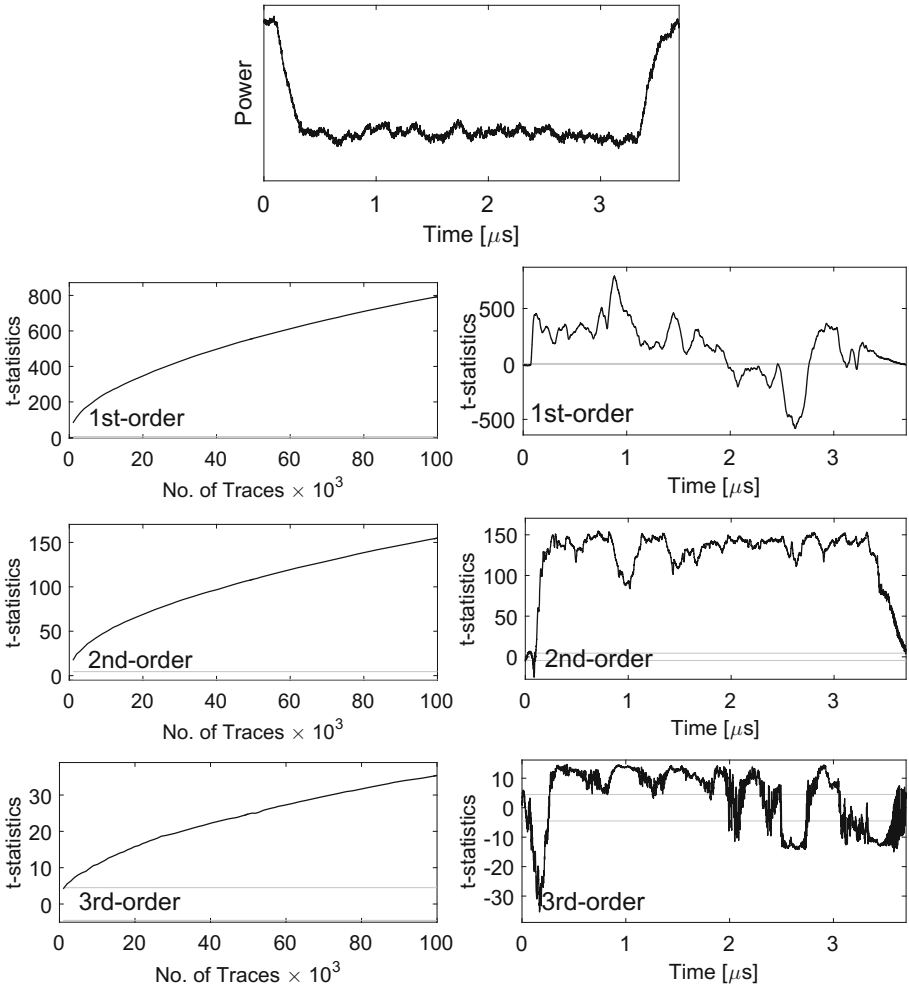 Power
0 1 2 3
Time [μs]
t-statistics
800
600
400
200
0
1st-order
0 20 40 60 80 100
No. of Traces × 10³
t-statistics
500
0
-500
1st-order
0 1 2 3
Time [μs]
t-statistics
150
100
50
0
2nd-order
0 20 40 60 80 100
No. of Traces × 10³
t-statistics
150
100
50
0
2nd-order
0 1 2 3
Time [μs]
t-statistics
30
20
10
0
3rd-order
0 20 40 60 80 100
No. of Traces × 10³
t-statistics
10
0
-10
-20
-30
3rd-order
0 1 2 3
Time [μs]